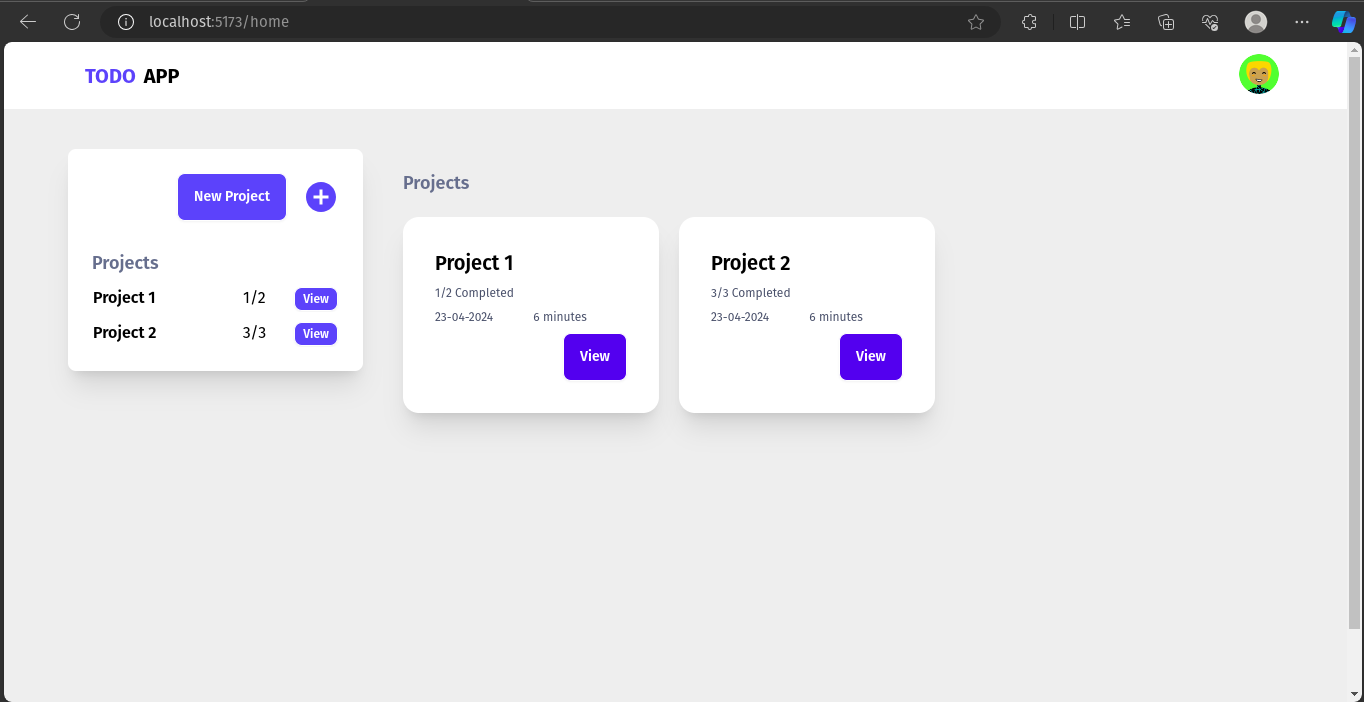 localhost:5173/home
TODO APP
New Project
Projects
Project 1 1/2 View
Project 2 3/3 View
Projects
Project 1
1/2 Completed
23-04-2024 6 minutes
View
Project 2
3/3 Completed
23-04-2024 6 minutes
View